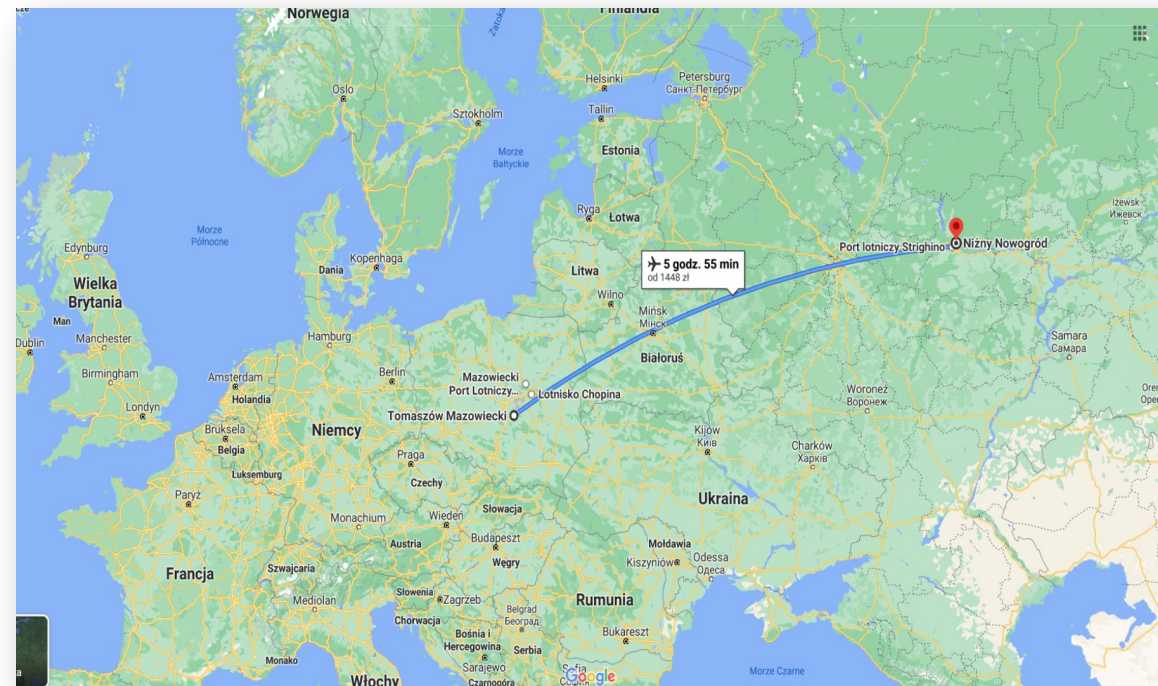 Norwegia
Finlandia
Zatoka
Oslo
Helsinki
Petersburg
Санкт-Петербург
Sztokholm
Tallin
Morze
Bałtyckie
Estonia
Ryga
Łotwa
Iżewsk
Ижевск
Morze
Północne
Edynburg
Kopenhaga
Dania
Litwa
5 godz. 55 min
od 1448 zł
Port lotniczy Strighino
Niżny Nowogród
Wielka
Brytania
Man
Dublin
Manchester
Birmingham
Londyn
Hamburg
Wilno
Mińsk
Мінск
Białoruś
Samara
Самара
Amsterdam
Holandia
Berlin
Mazowiecki
Port Lotniczy...
Lotnisko Chopina
Tomaszów Mazowiecki
Woroneż
Воронеж
Bruksela
Belgia
Niemcy
Luksemburg
Praga
Czechy
Kijów
Київ
Charków
Харків
Paryż
Monachium
Wiedeń
Słowacja
Ukraina
Austria
Budapeszt
Węgry
Mołdawia
Kiszyniów
Odessa
Одеса
Francja
Szwajcaria
Mediolan
Słowenia
Zagrzeb
Chorwacja
Rumunia
Belgrad
Београд
Bośnia i
Hercegowina
Serbia
Bukareszt
Monako
Sarajewo
Włochy
Czarnogóra
Sofia
Google
Morze Czarne